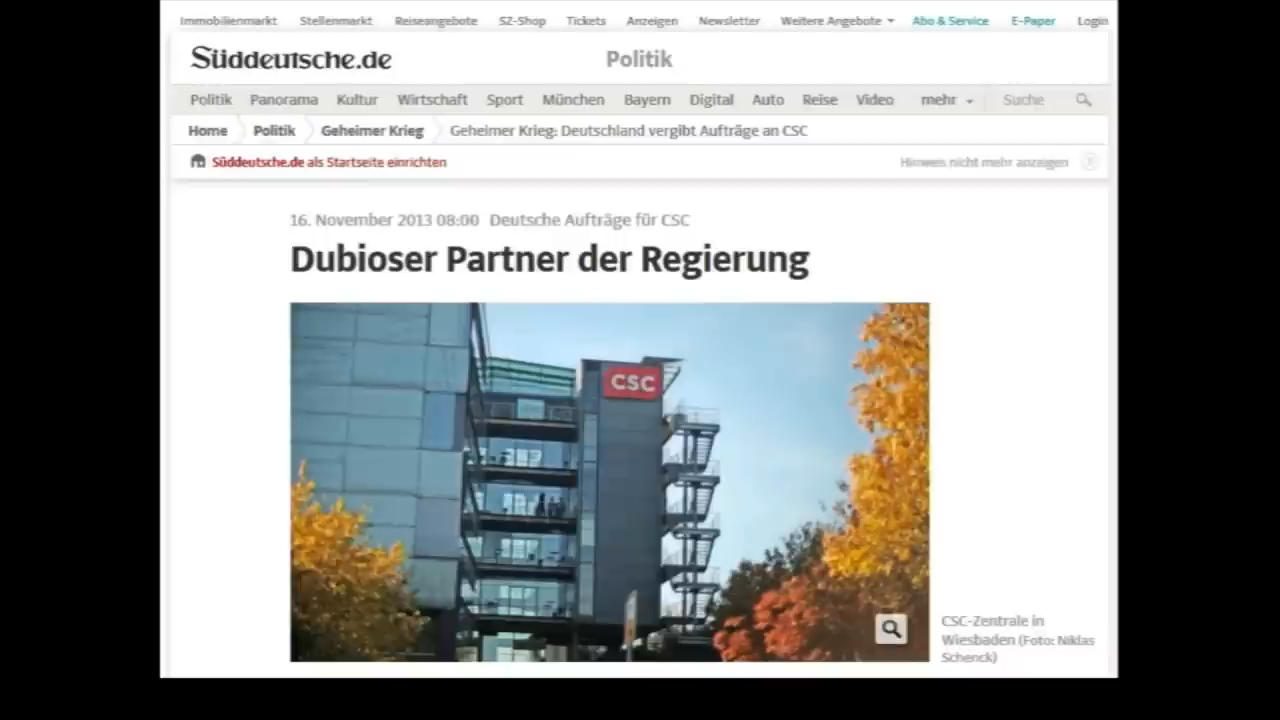 Immobilienmarkt Stellenmarkt Reiseangebote SZ-Shop Tickets Anzeigen Newsletter Weitere Angebote Abo & Service E-Paper Login
Süddeutsche.de Politik
Politik Panorama Kultur Wirtschaft Sport München Bayern Digital Auto Reise Video mehr Suche
Home Politik Geheimer Krieg Geheimer Krieg: Deutschland vergibt Aufträge an CSC
Süddeutsche.de als Startseite einrichten Hinweis nicht mehr anzeigen
16. November 2013 08:00 Deutsche Aufträge für CSC
Dubioser Partner der Regierung
CSC
CSC-Zentrale in
Wiesbaden (Foto: Niklas
Schenck)